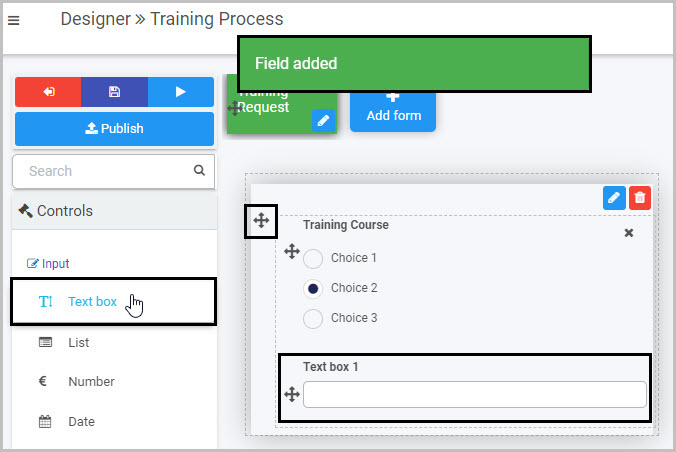 Designer » Training Process
Field added
Training
Request
Add form
Publish
Search
Controls
Input
Text box
List
Number
Date
Training Course
Choice 1
Choice 2
Choice 3
Text box 1